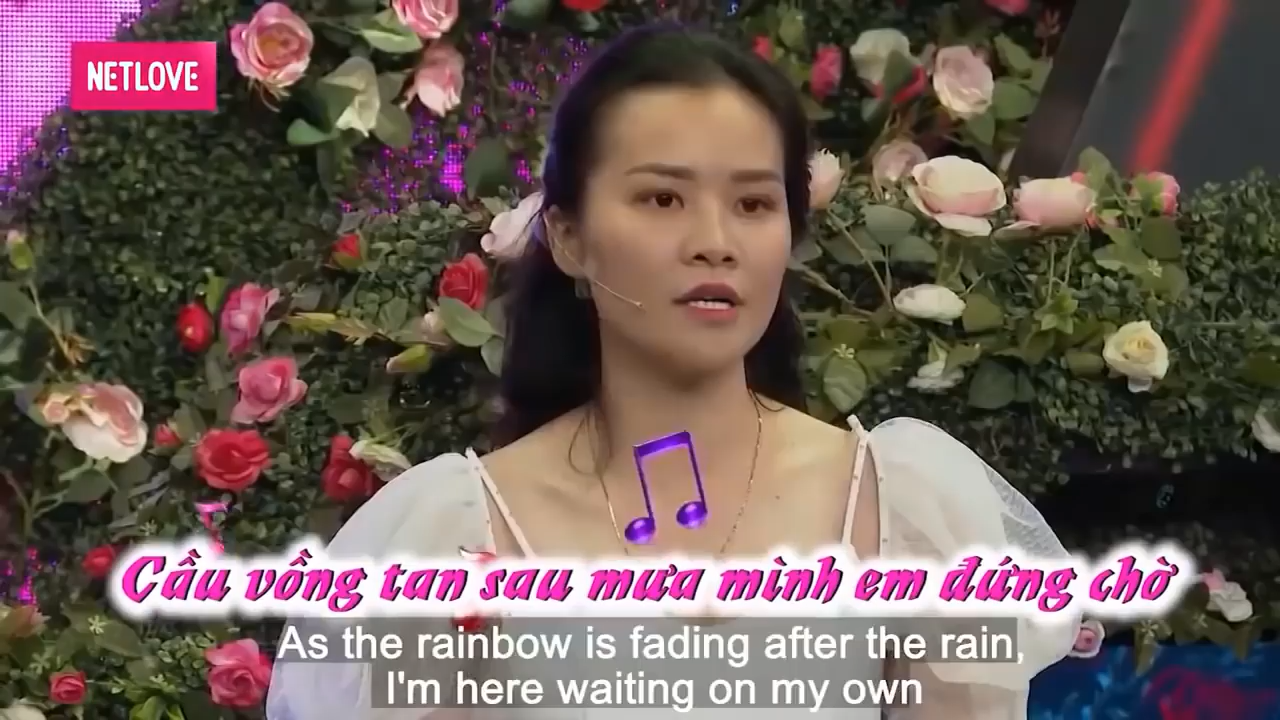 NETLOVE
Cầu vồng tan sau mưa mình em đứng chờ
As the rainbow is fading after the rain,
I'm here waiting on my own